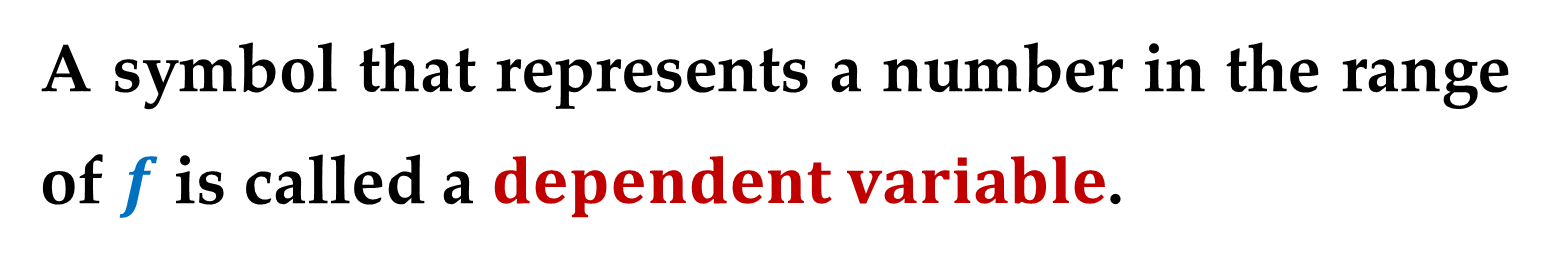 A symbol that represents a number in the range
of f is called a dependent variable.